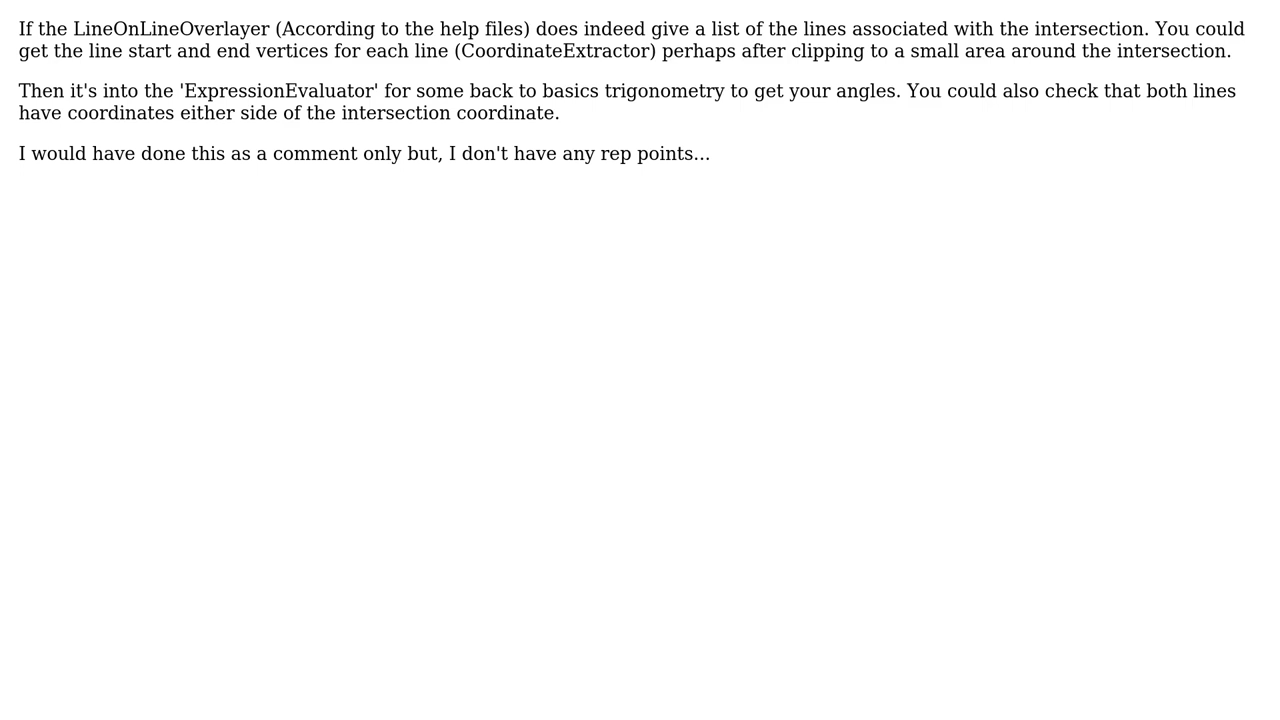 If the LineOnLineOverlayer (According to the help files) does indeed give a list of the lines associated with the intersection. You could
get the line start and end vertices for each line (CoordinateExtractor) perhaps after clipping to a small area around the intersection.
Then it's into the 'ExpressionEvaluator' for some back to basics trigonometry to get your angles. You could also check that both lines
have coordinates either side of the intersection coordinate.
I would have done this as a comment only but, I don't have any rep points...